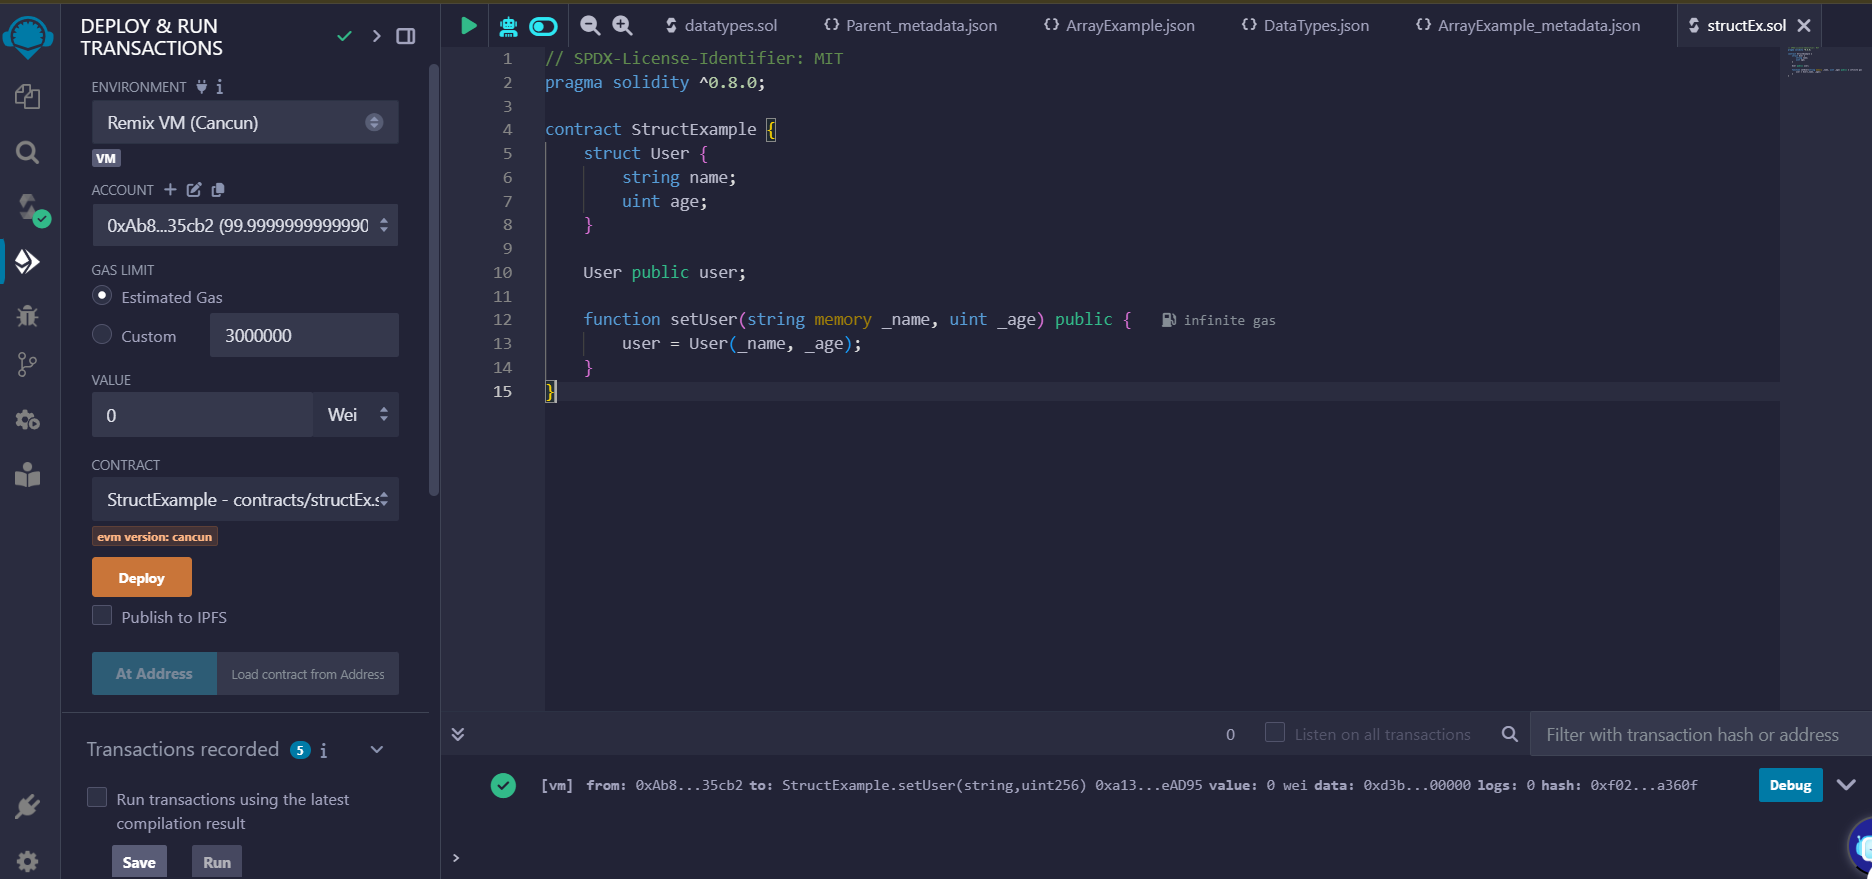 DEPLOY & RUN
TRANSACTIONS
ENVIRONMENT
Remix VM (Cancun)
VM
ACCOUNT
0xAb8...35cb2 (99.9999999999990
GAS LIMIT
Estimated Gas
Custom
3000000
VALUE
0
Wei
CONTRACT
StructExample - contracts/structEx.s
evm version: cancun
Deploy
Publish to IPFS
At Address
Load contract from Address
Transactions recorded 5 i
Run transactions using the latest
compilation result
Save
Run
datatypes.sol
{} Parent_metadata.json
{} ArrayExample.json
{} DataTypes.json
{} ArrayExample_metadata.json
structEx.sol
1 // SPDX-License-Identifier: MIT
2 pragma solidity ^0.8.0;
3
4 contract StructExample {
5 struct User {
6 string name;
7 uint age;
8 }
9
10 User public user;
11
12 function setUser(string memory _name, uint _age) public { infinite gas
13 user = User(_name, _age);
14 }
15 }
0
Listen on all transactions
Filter with transaction hash or address
[vm] from: 0xAb8...35cb2 to: StructExample.setUser(string,uint256) 0xa13...eAD95 value: 0 wei data: 0xd3b...00000 logs: 0 hash: 0xf02...a360f
Debug
>